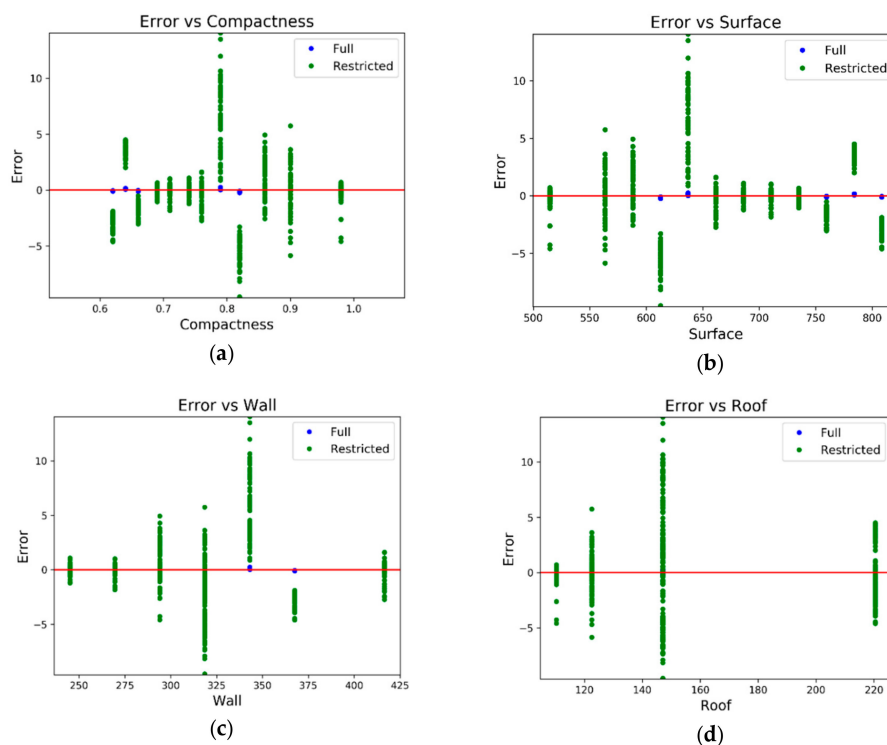 Error vs Compactness
Full
Restricted
10
5
0
−5
Error
0.6 0.7 0.8 0.9 1.0
Compactness
(a)
Error vs Surface
Full
Restricted
10
5
0
−5
Error
500 550 600 650 700 750 800
Surface
(b)
Error vs Wall
Full
Restricted
10
5
0
−5
Error
250 275 300 325 350 375 400 425
Wall
(c)
Error vs Roof
Full
Restricted
10
5
0
−5
Error
120 140 160 180 200 220
Roof
(d)